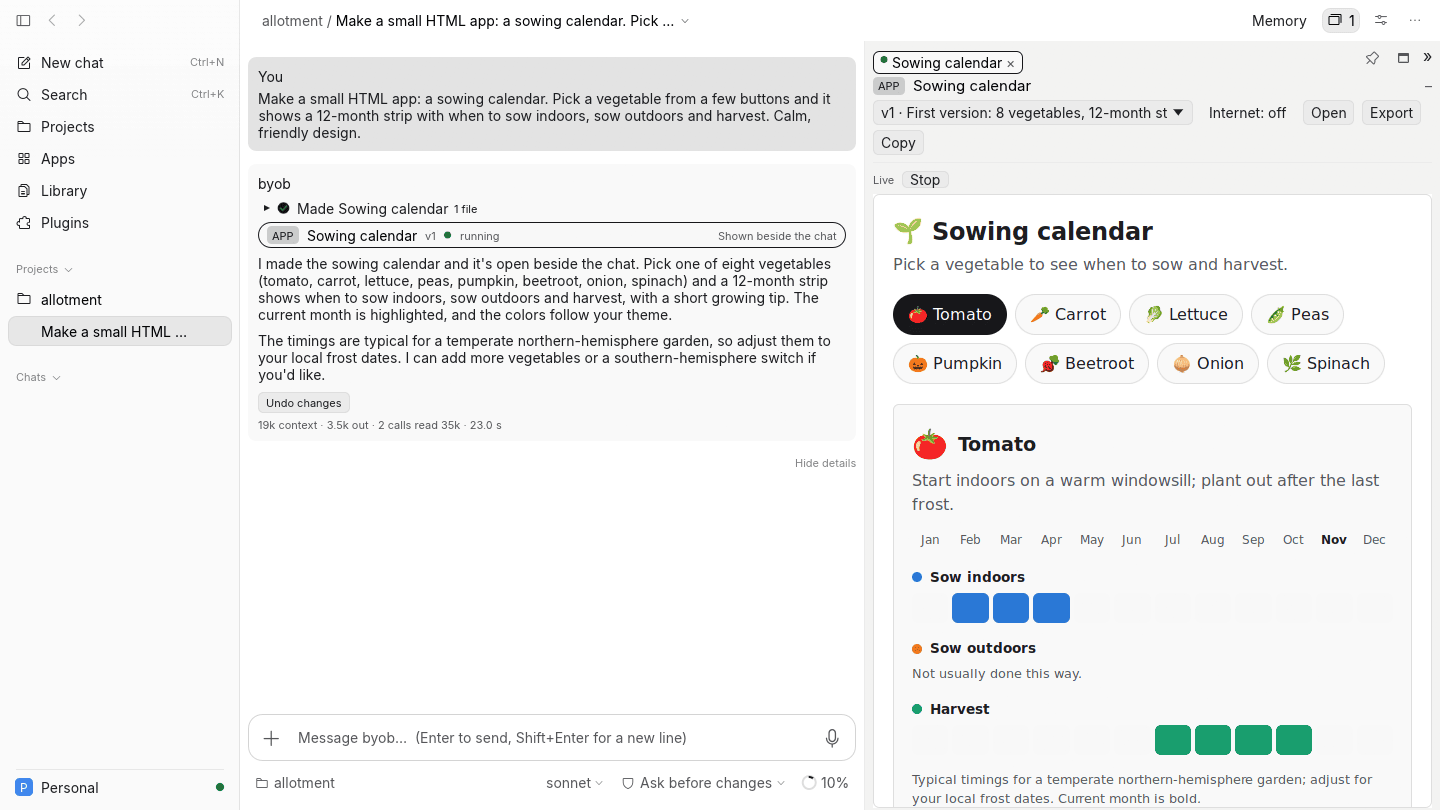 allotment / Make a small HTML app: a sowing calendar. Pick ...
Memory
1
New chat
Ctrl+N
Search
Ctrl+K
Projects
Apps
Library
Plugins
Projects
allotment
Make a small HTML ...
Chats
P
Personal
You
Make a small HTML app: a sowing calendar. Pick a vegetable from a few buttons and it
shows a 12-month strip with when to sow indoors, sow outdoors and harvest. Calm,
friendly design.
byob
Made Sowing calendar 1 file
APP Sowing calendar v1 running Shown beside the chat
I made the sowing calendar and it's open beside the chat. Pick one of eight vegetables
(tomato, carrot, lettuce, peas, pumpkin, beetroot, onion, spinach) and a 12-month strip
shows when to sow indoors, sow outdoors and harvest, with a short growing tip. The
current month is highlighted, and the colors follow your theme.
The timings are typical for a temperate northern-hemisphere garden, so adjust them to
your local frost dates. I can add more vegetables or a southern-hemisphere switch if
you'd like.
Undo changes
19k context · 3.5k out · 2 calls read 35k · 23.0 s
Hide details
Message byob... (Enter to send, Shift+Enter for a new line)
allotment
sonnet
Ask before changes
10%
Sowing calendar ×
APP Sowing calendar
v1 · First version: 8 vegetables, 12-month st
Internet: off
Open
Export
Copy
Live
Stop
Sowing calendar
Pick a vegetable to see when to sow and harvest.
Tomato
Carrot
Lettuce
Peas
Pumpkin
Beetroot
Onion
Spinach
Tomato
Start indoors on a warm windowsill; plant out after the last
frost.
Jan Feb Mar Apr May Jun Jul Aug Sep Oct Nov Dec
Sow indoors
Sow outdoors
Not usually done this way.
Harvest
Typical timings for a temperate northern-hemisphere garden; adjust for
your local frost dates. Current month is bold.